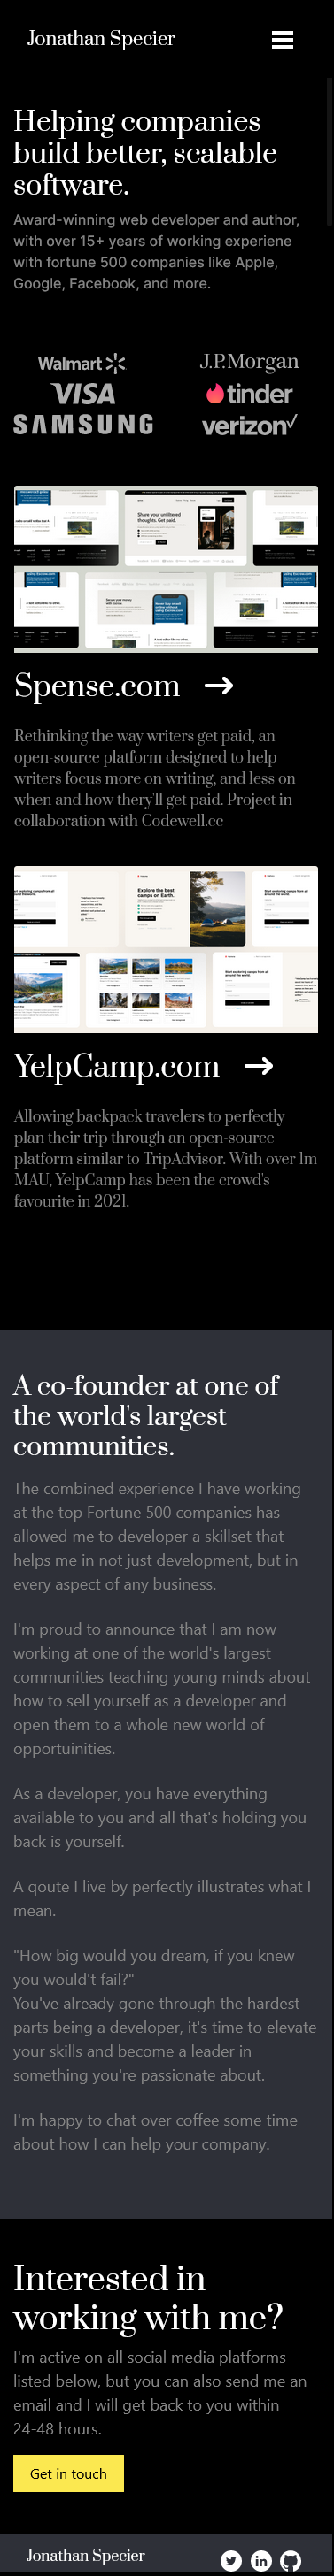 Jonathan Specier
Helping companies
build better, scalable
software.
Award-winning web developer and author,
with over 15+ years of working experiene
with fortune 500 companies like Apple,
Google, Facebook, and more.
Walmart
J.P.Morgan
VISA
tinder
SAMSUNG
verizon
Share your unfiltered
thoughts. Get paid.
Spense.com
Rethinking the way writers get paid, an
open-source platform designed to help
writers focus more on writing, and less on
when and how they'll get paid. Project in
collaboration with Codewell.cc
Explore the best
camps on Earth.
YelpCamp.com
Allowing backpack travelers to perfectly
plan their trip through an open-source
platform similar to TripAdvisor. With over 1m
MAU, YelpCamp has been the crowd's
favourite in 2021.
A co-founder at one of
the world's largest
communities.
The combined experience I have working
at the top Fortune 500 companies has
allowed me to developer a skillset that
helps me in not just development, but in
every aspect of any business.
I'm proud to announce that I am now
working at one of the world's largest
communities teaching young minds about
how to sell yourself as a developer and
open them to a whole new world of
opportuinities.
As a developer, you have everything
available to you and all that's holding you
back is yourself.
A qoute I live by perfectly illustrates what I
mean.
"How big would you dream, if you knew
you would't fail?"
You've already gone through the hardest
parts being a developer, it's time to elevate
your skills and become a leader in
something you're passionate about.
I'm happy to chat over coffee some time
about how I can help your company.
Interested in
working with me?
I'm active on all social media platforms
listed below, but you can also send me an
email and I will get back to you within
24-48 hours.
Get in touch
Jonathan Specier